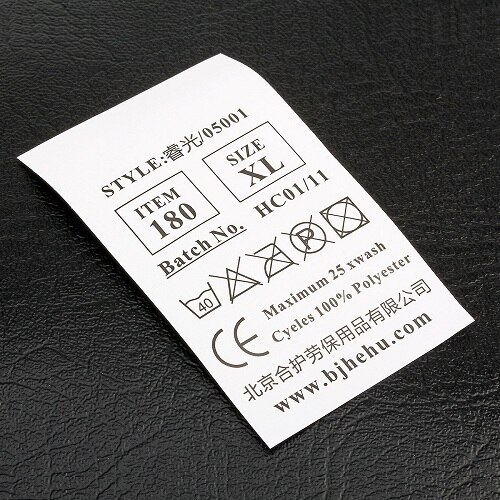 STYLE:睿光/05001
ITEM 180
SIZE XL
Batch No. HC01/11
40
P
CE
Maximum 25 xwash
Cyeles 100% Polyester
北京合护劳保用品有限公司
www.bjhehu.com